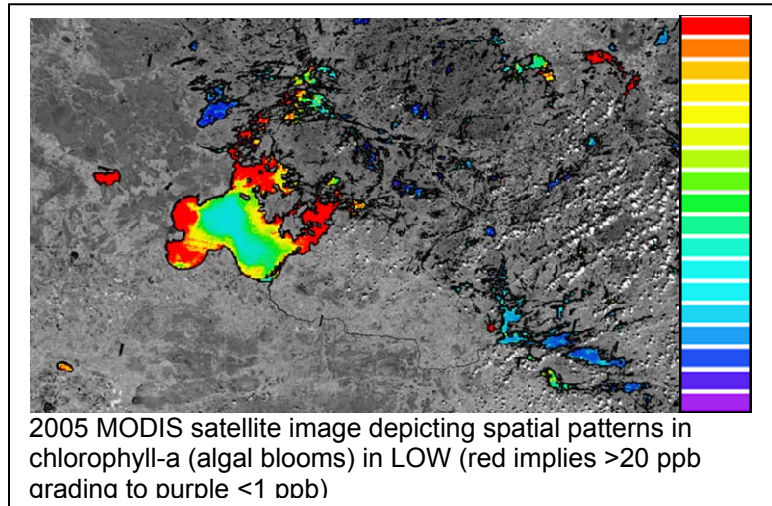 2005 MODIS satellite image depicting spatial patterns in
chlorophyll-a (algal blooms) in LOW (red implies >20 ppb
grading to purple <1 ppb)